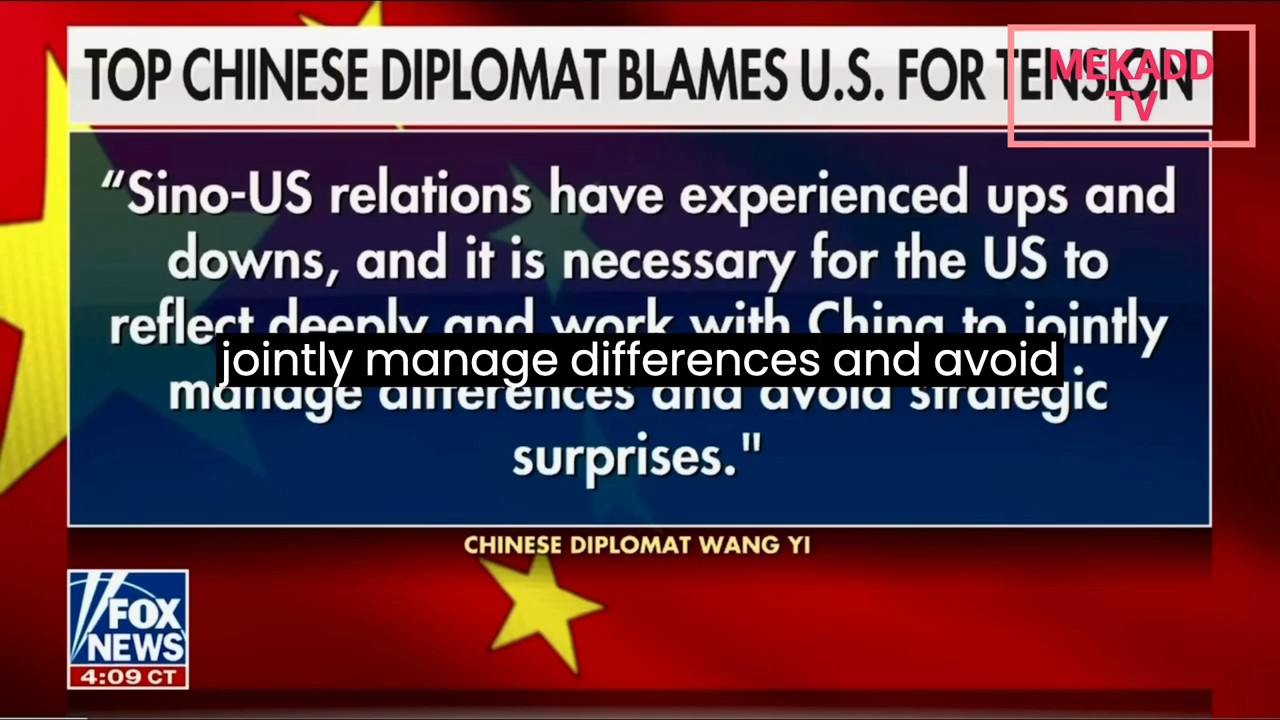 TOP CHINESE DIPLOMAT BLAMES U.S. FOR TENSION
MEKADD
TV
“Sino-US relations have experienced ups and
downs, and it is necessary for the US to
reflect deeply and work with China to jointly
jointly manage differences and avoid
manage differences and avoid strategic
surprises."
CHINESE DIPLOMAT WANG YI
FOX
NEWS
4:09 CT